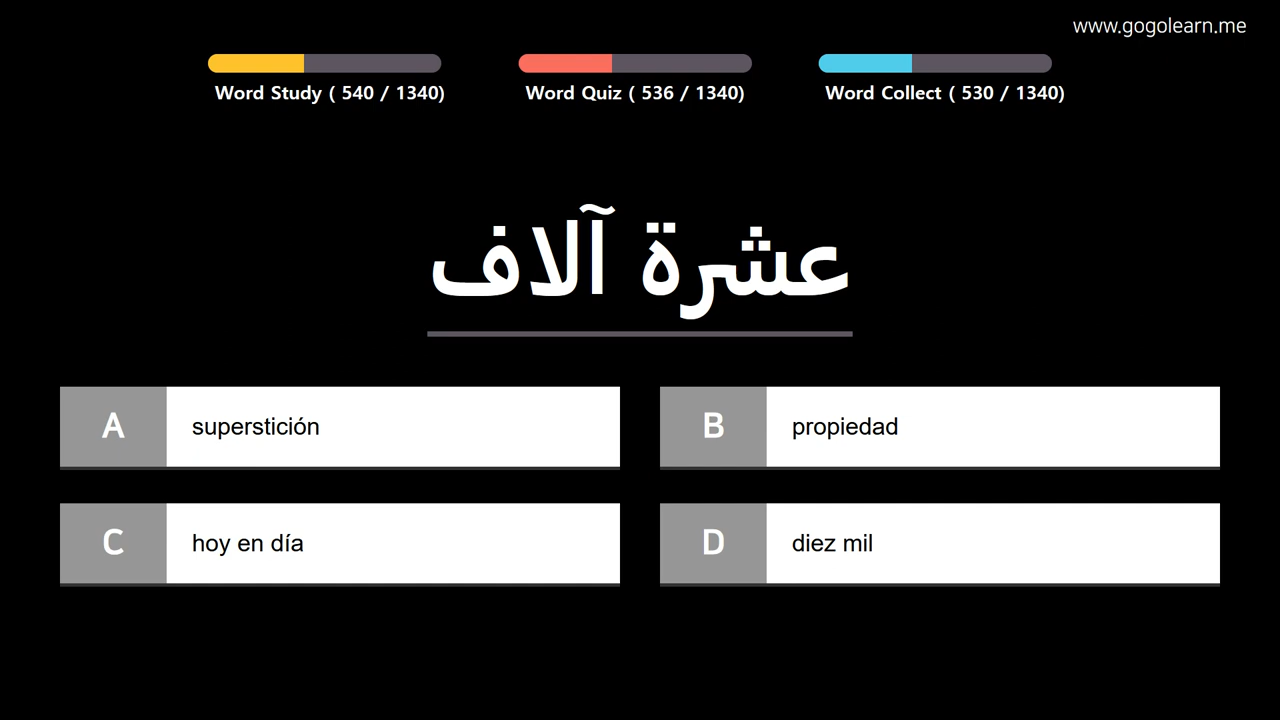 www.gogolearn.me
Word Study ( 540 / 1340)
Word Quiz ( 536 / 1340)
Word Collect ( 530 / 1340)
عشرة آلاف
A superstición
B propiedad
C hoy en día
D diez mil